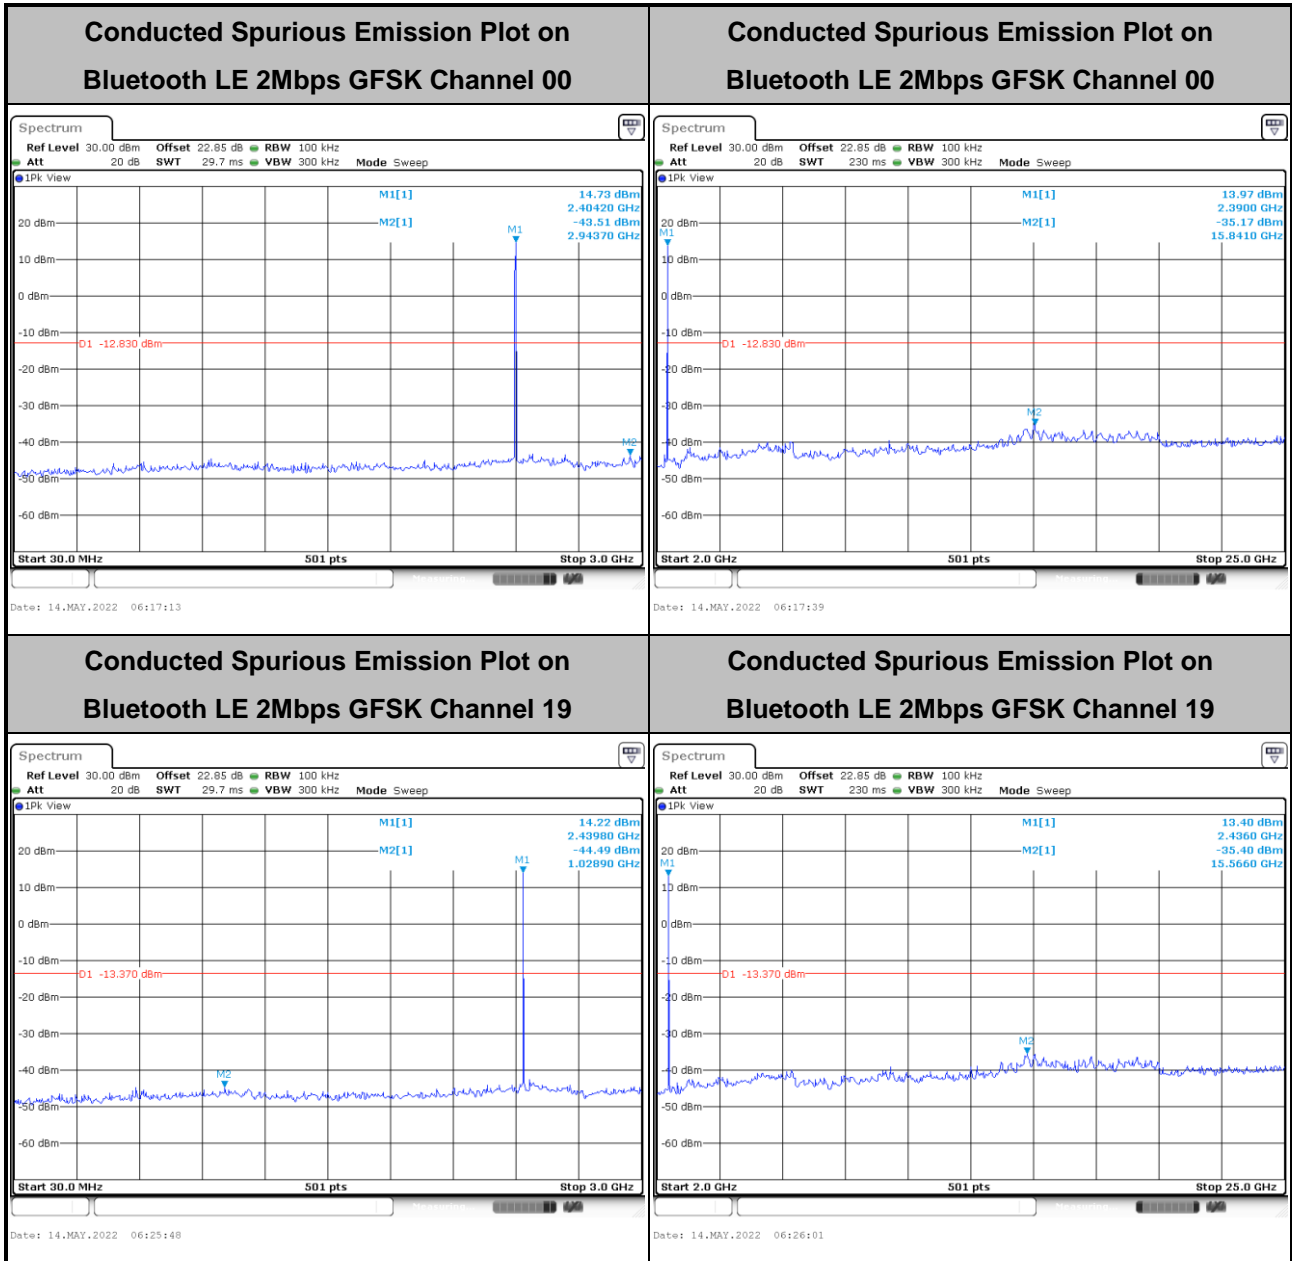 Conducted Spurious Emission Plot on
Bluetooth LE 2Mbps GFSK Channel 00
Spectrum
Ref Level 30.00 dBm Offset 22.85 dB RBW 100 kHz
Att 20 dB SWT 29.7 ms VBW 300 kHz Mode Sweep
1Pk View
M1[1] 14.73 dBm
2.40420 GHz
M2[1] -43.51 dBm
2.94370 GHz
M1
20 dBm
10 dBm
0 dBm
-10 dBm
D1 -12.830 dBm
-20 dBm
-30 dBm
-40 dBm
M2
-50 dBm
-60 dBm
Start 30.0 MHz 501 pts Stop 3.0 GHz
Date: 14.MAY.2022 06:17:13
Conducted Spurious Emission Plot on
Bluetooth LE 2Mbps GFSK Channel 00
Spectrum
Ref Level 30.00 dBm Offset 22.85 dB RBW 100 kHz
Att 20 dB SWT 230 ms VBW 300 kHz Mode Sweep
1Pk View
M1[1] 13.97 dBm
2.3900 GHz
M2[1] -35.17 dBm
15.8410 GHz
20 dBm
M1
10 dBm
0 dBm
-10 dBm
D1 -12.830 dBm
-20 dBm
-30 dBm
M2
-40 dBm
-50 dBm
-60 dBm
Start 2.0 GHz 501 pts Stop 25.0 GHz
Date: 14.MAY.2022 06:17:39
Conducted Spurious Emission Plot on
Bluetooth LE 2Mbps GFSK Channel 19
Spectrum
Ref Level 30.00 dBm Offset 22.85 dB RBW 100 kHz
Att 20 dB SWT 29.7 ms VBW 300 kHz Mode Sweep
1Pk View
M1[1] 14.22 dBm
2.43980 GHz
M2[1] -44.49 dBm
1.02890 GHz
20 dBm
M1
10 dBm
0 dBm
-10 dBm
D1 -13.370 dBm
-20 dBm
-30 dBm
-40 dBm
M2
-50 dBm
-60 dBm
Start 30.0 MHz 501 pts Stop 3.0 GHz
Date: 14.MAY.2022 06:25:48
Conducted Spurious Emission Plot on
Bluetooth LE 2Mbps GFSK Channel 19
Spectrum
Ref Level 30.00 dBm Offset 22.85 dB RBW 100 kHz
Att 20 dB SWT 230 ms VBW 300 kHz Mode Sweep
1Pk View
M1[1] 13.40 dBm
2.4360 GHz
M2[1] -35.40 dBm
15.5660 GHz
20 dBm
M1
10 dBm
0 dBm
-10 dBm
D1 -13.370 dBm
-20 dBm
-30 dBm
M2
-40 dBm
-50 dBm
-60 dBm
Start 2.0 GHz 501 pts Stop 25.0 GHz
Date: 14.MAY.2022 06:26:01